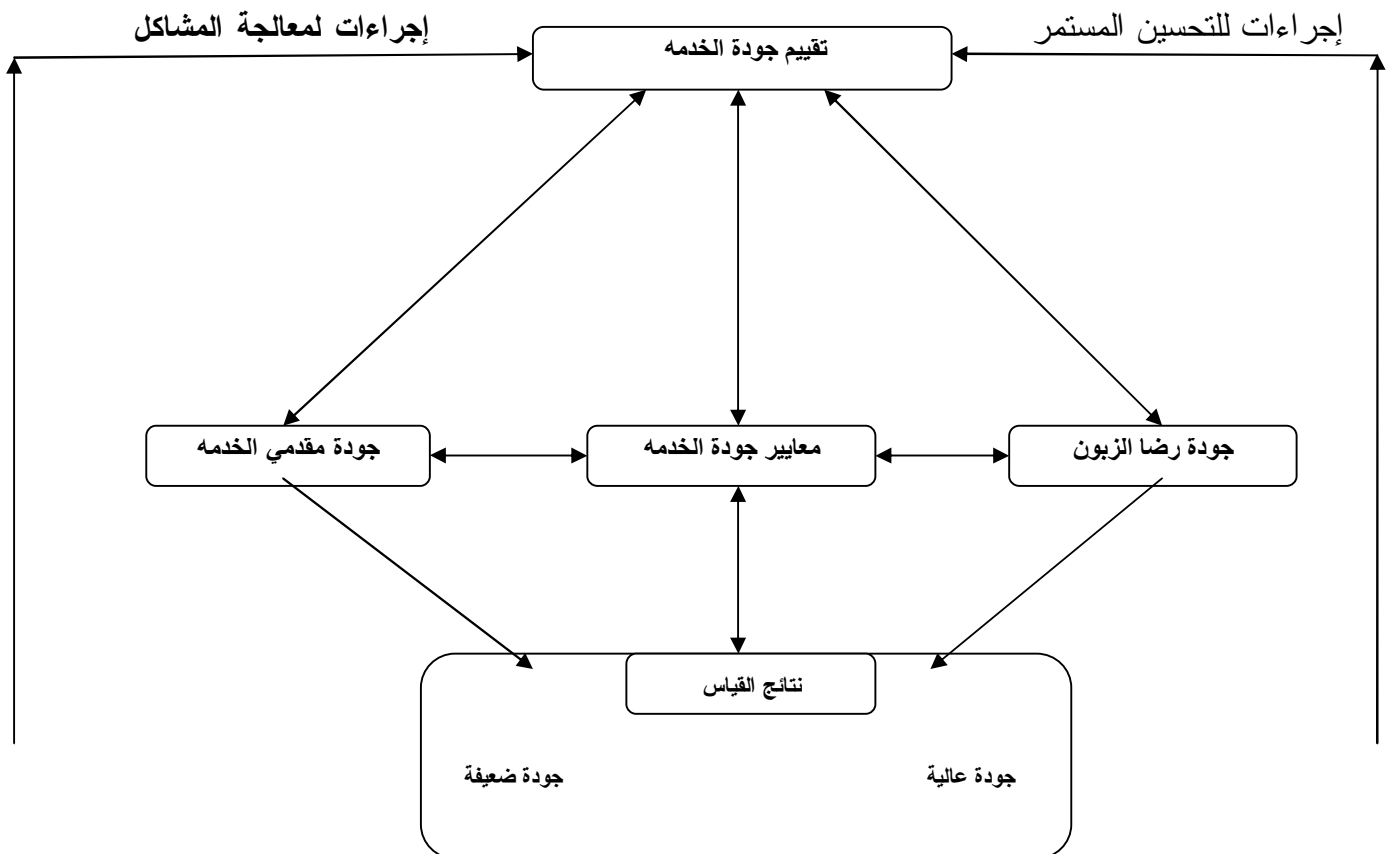 إجراءات للتحسين المستمر
إجراءات لمعالجة المشاكل
تقييم جودة الخدمه
جودة رضا الزبون
معايير جودة الخدمه
جودة مقدمي الخدمه
نتائج القياس
جودة عالية
جودة ضعيفة